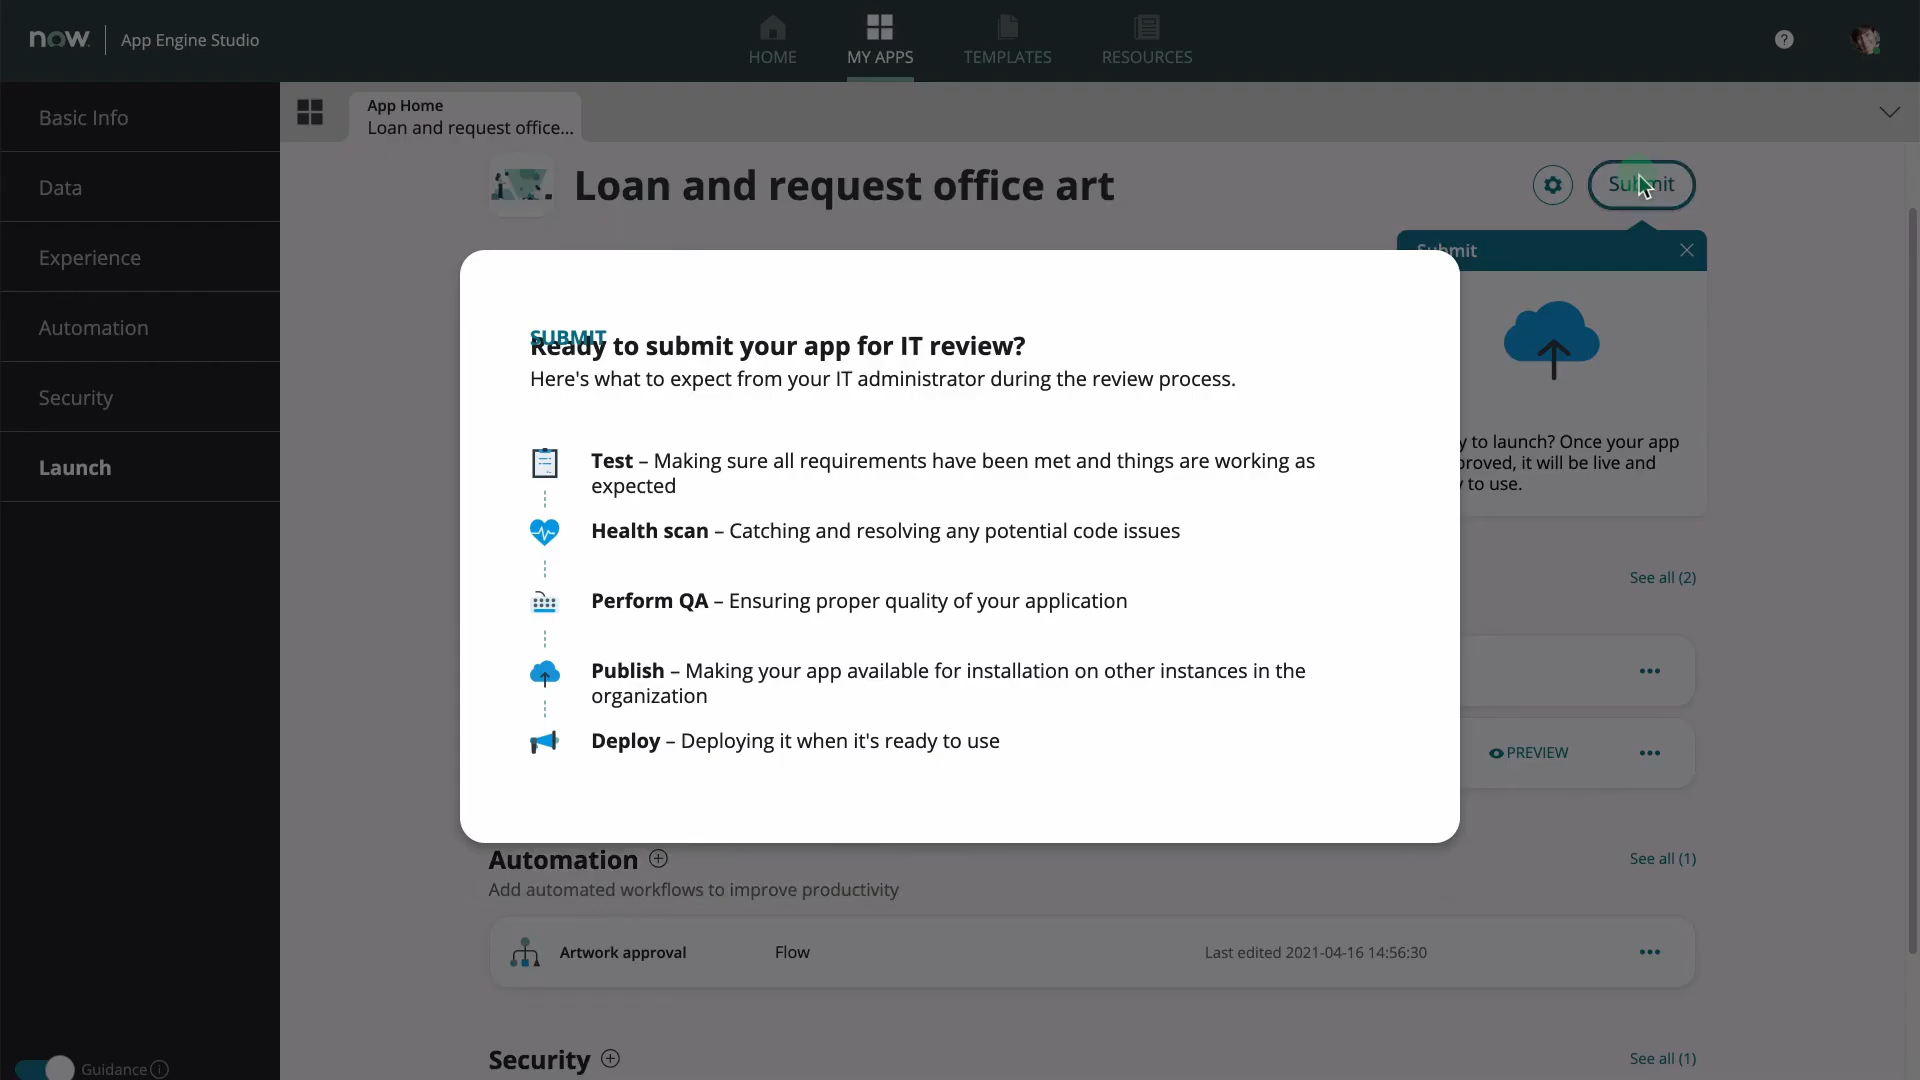 now
App Engine Studio
HOME
MY APPS
TEMPLATES
RESOURCES
?
Basic Info
Data
Experience
Automation
Security
Launch
Guidance
App Home
Loan and request office...
Loan and request office art
Submit
Submit
y to launch? Once your app
proved, it will be live and
y to use.
SUBMIT
Ready to submit your app for IT review?
Here's what to expect from your IT administrator during the review process.
Test – Making sure all requirements have been met and things are working as
expected
Health scan – Catching and resolving any potential code issues
Perform QA – Ensuring proper quality of your application
Publish – Making your app available for installation on other instances in the
organization
Deploy – Deploying it when it's ready to use
See all (2)
PREVIEW
Automation
See all (1)
Add automated workflows to improve productivity
Artwork approval Flow Last edited 2021-04-16 14:56:30
Security
See all (1)